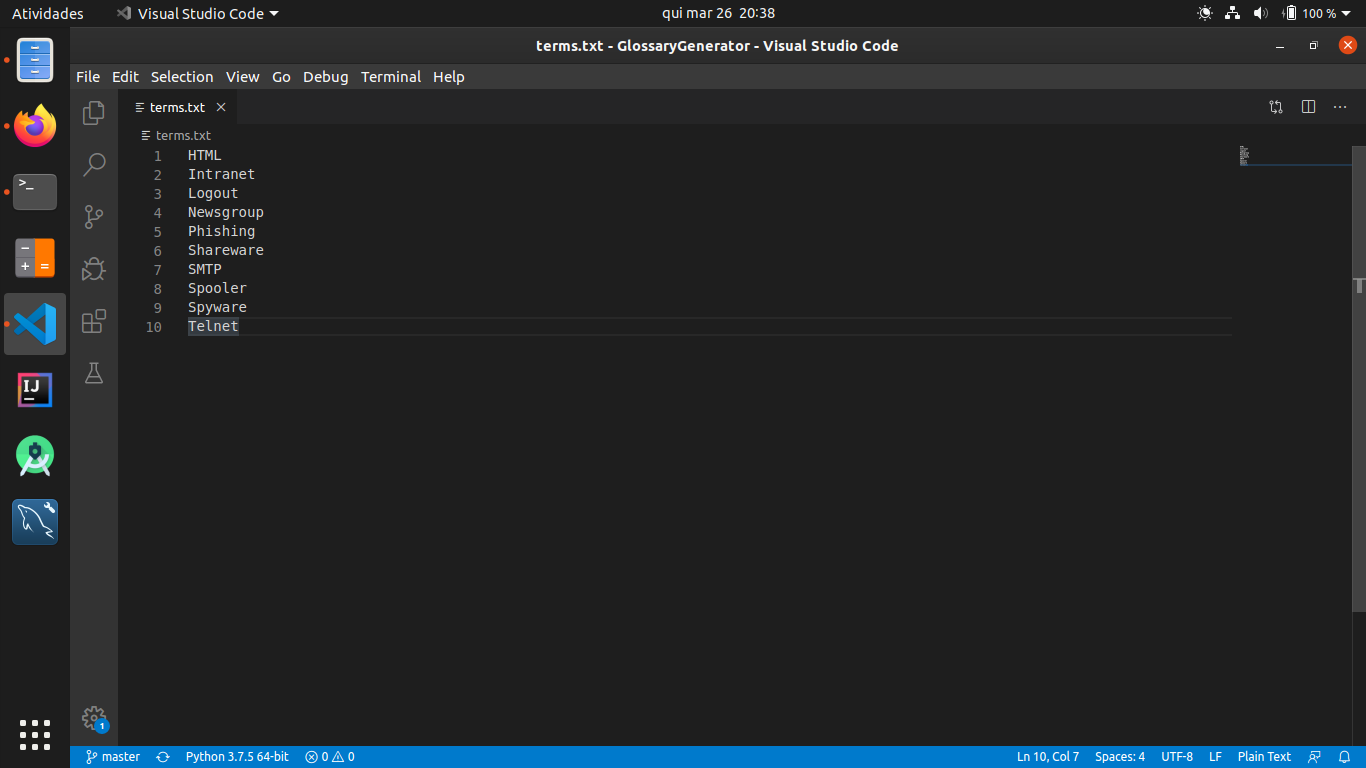 Atividades
Visual Studio Code
qui mar 26 20:38
100 %
terms.txt - GlossaryGenerator - Visual Studio Code
File Edit Selection View Go Debug Terminal Help
terms.txt
terms.txt
1 HTML
2 Intranet
3 Logout
4 Newsgroup
5 Phishing
6 Shareware
7 SMTP
8 Spooler
9 Spyware
10 Telnet
>_
IJ
1
master
Python 3.7.5 64-bit
0 0
Ln 10, Col 7
Spaces: 4
UTF-8
LF
Plain Text